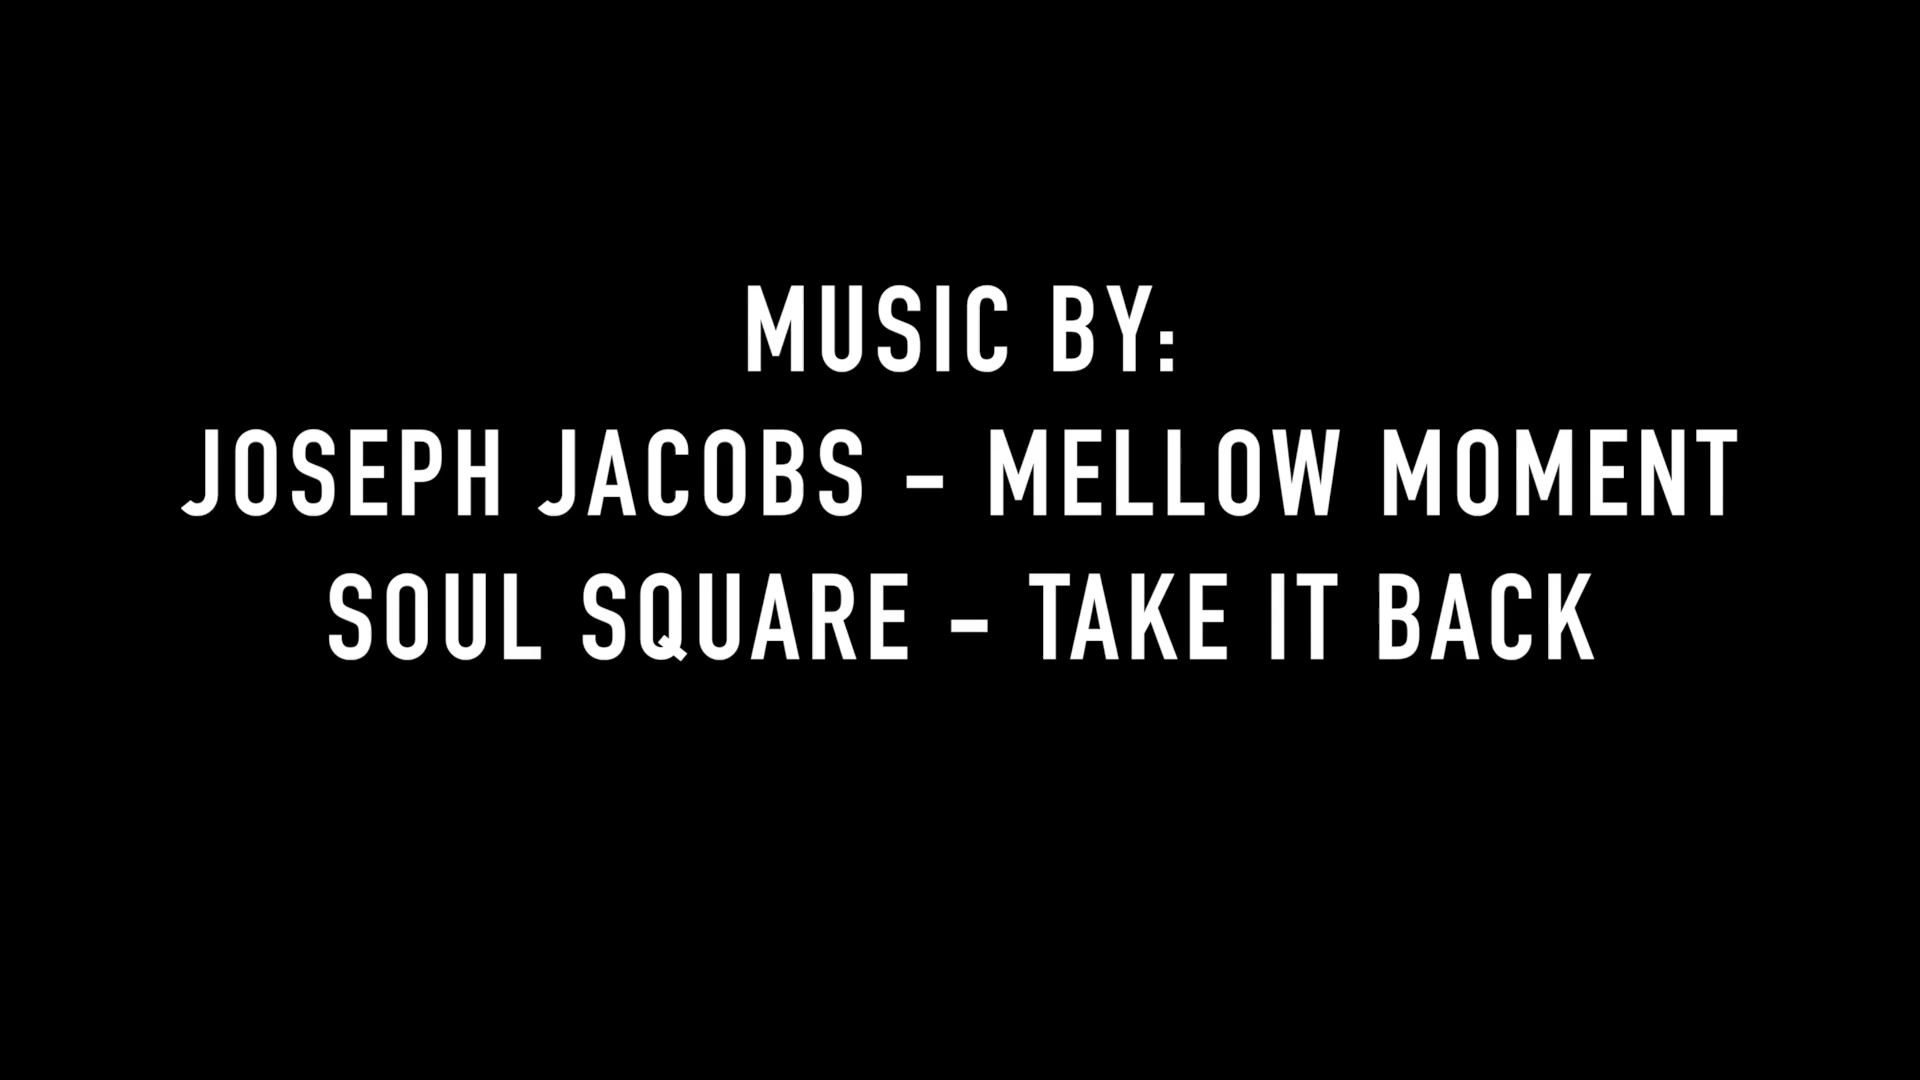 MUSIC BY:
JOSEPH JACOBS - MELLOW MOMENT
SOUL SQUARE - TAKE IT BACK